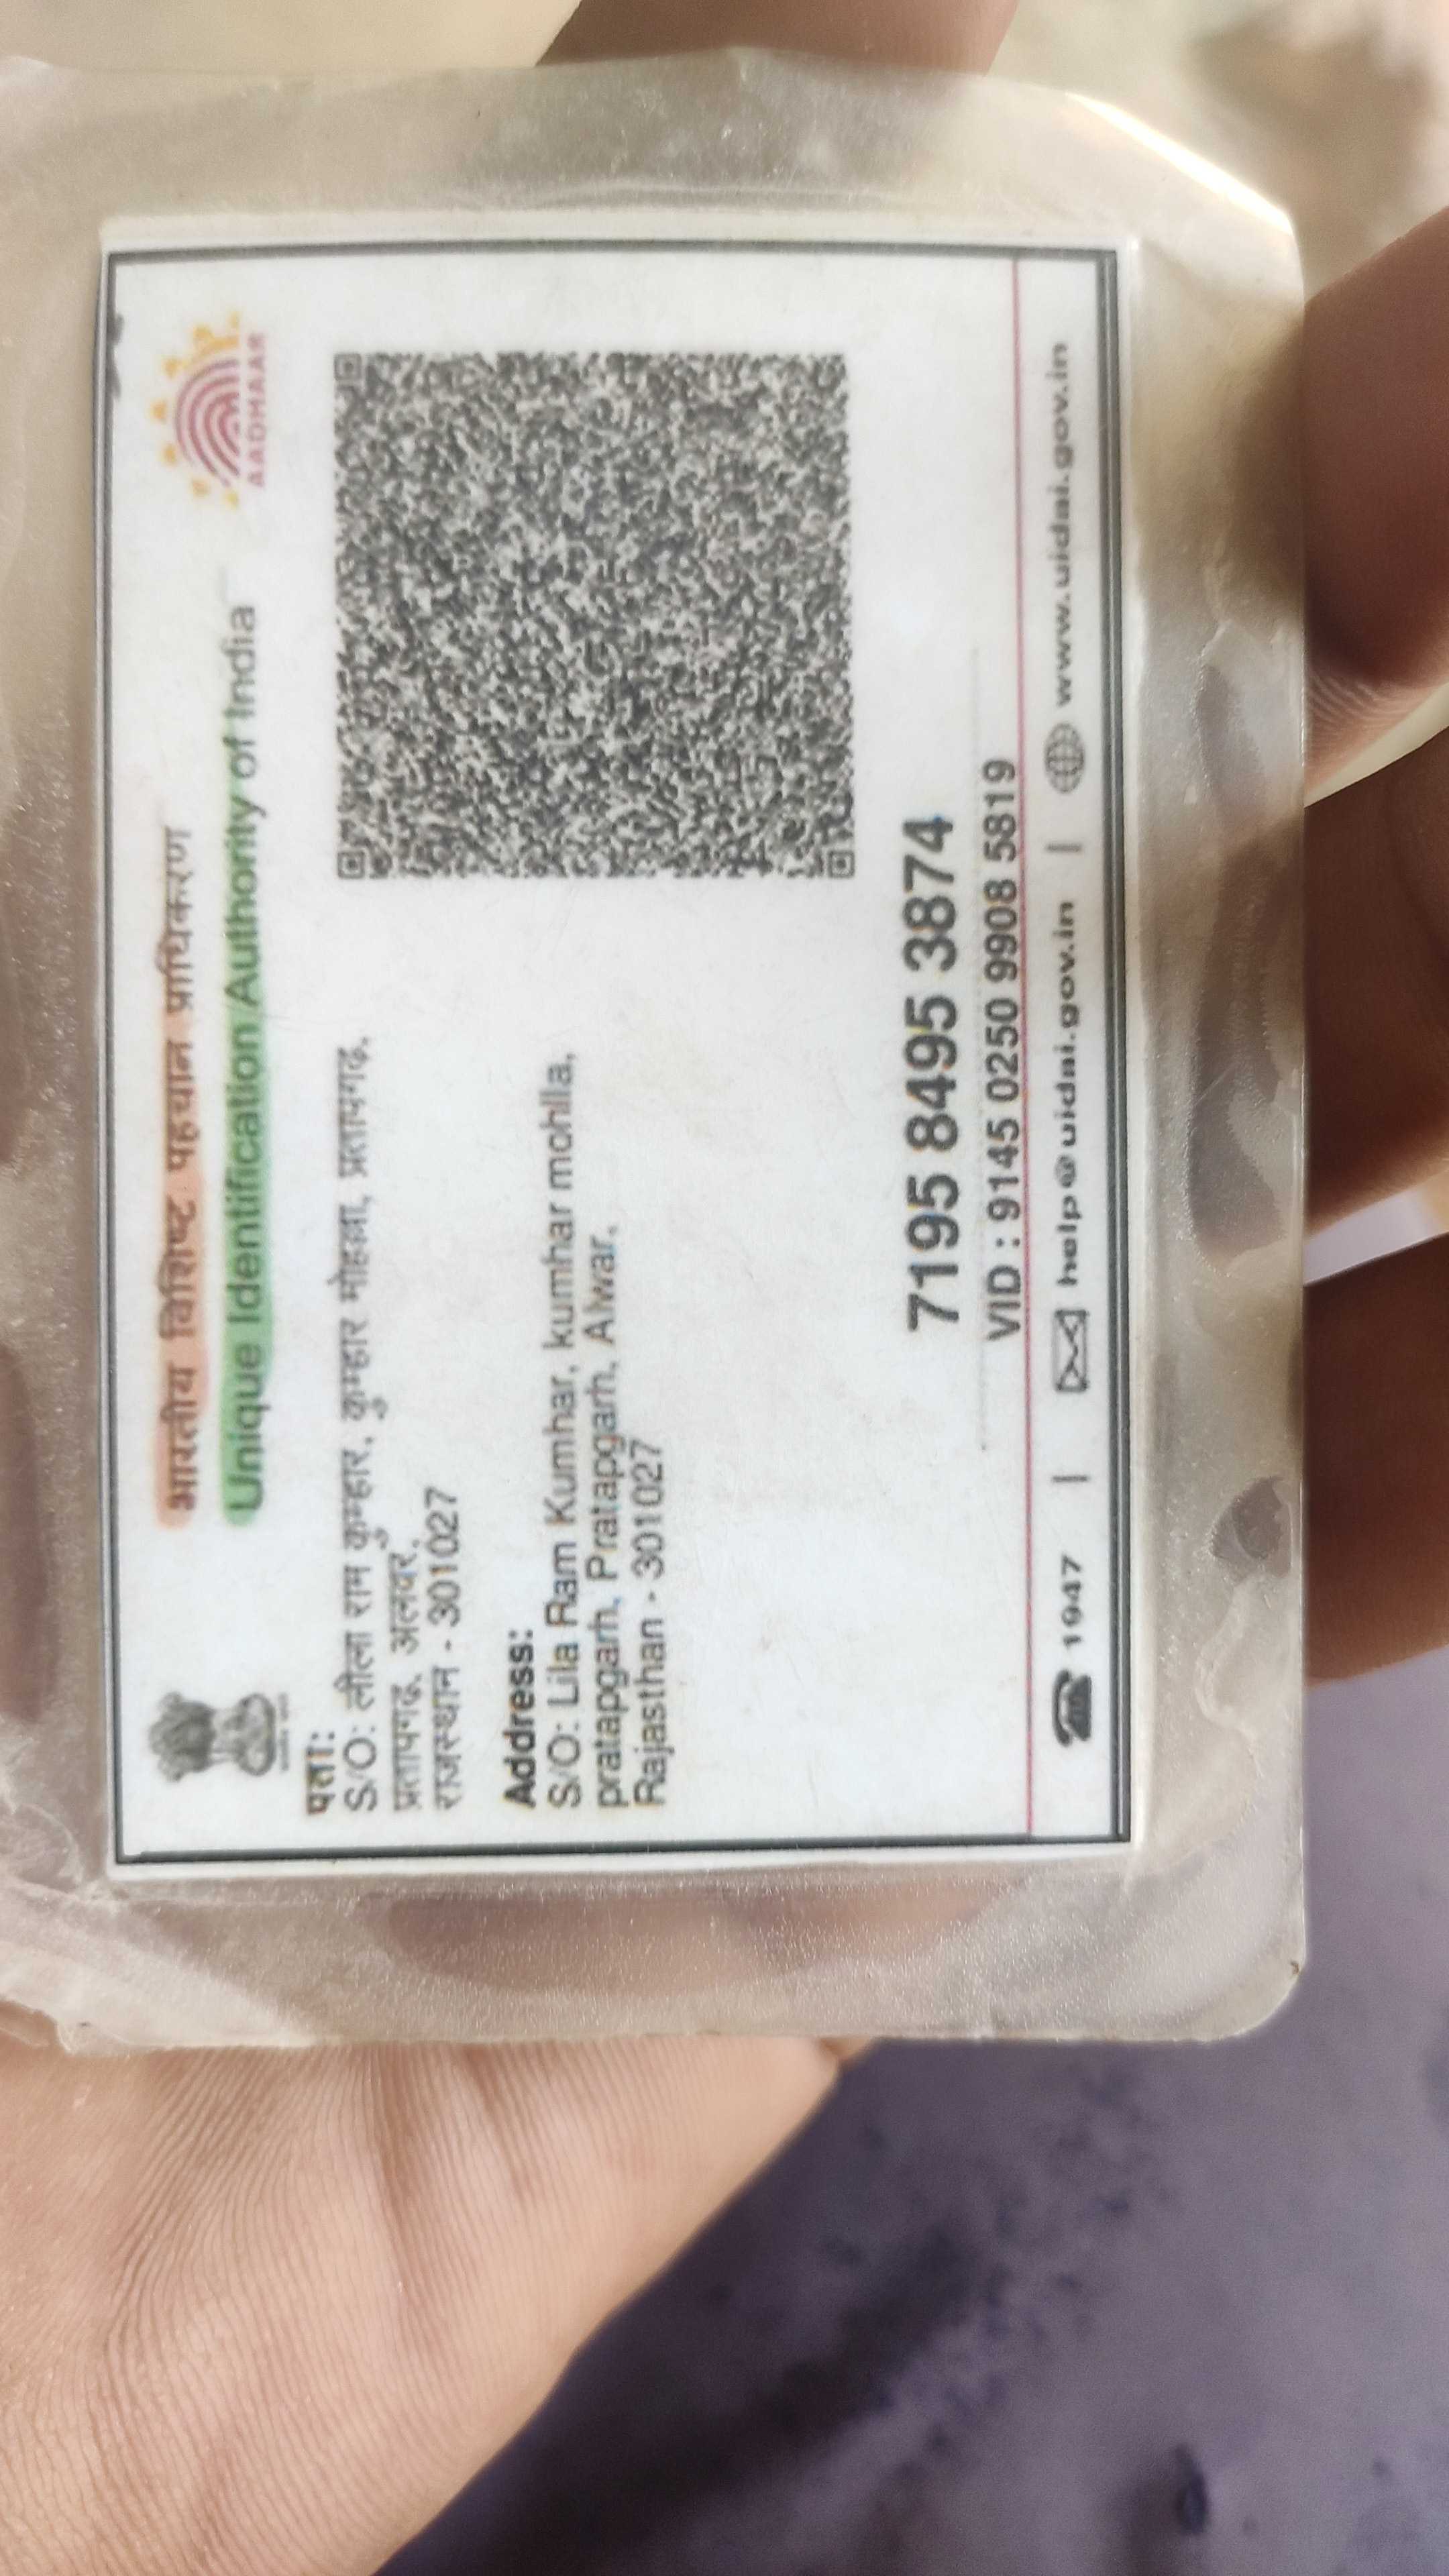 भारतीय विशिष्ट पहचान प्राधिकरण
Unique Identification Authority of India
AADHAAR
पता:
S/O: लीला राम कुम्हार, कुम्हार मोहल्ला, प्रतापगढ़,
प्रतापगढ़, अलवर,
राजस्थान - 301027
Address:
S/O: Lila Ram Kumhar, kumhar mohlla,
pratapgarh, Pratapgarh, Alwar,
Rajasthan - 301027
7195 8495 3874
VID : 9145 0250 9908 5819
1947 | help@uidai.gov.in | www.uidai.gov.in